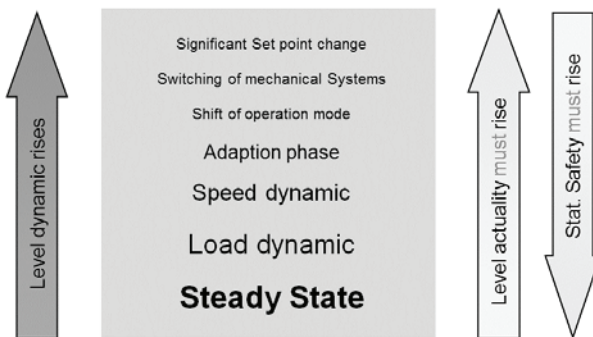 Level dynamic rises
Significant Set point change
Switching of mechanical Systems
Shift of operation mode
Adaption phase
Speed dynamic
Load dynamic
Steady State
Level actuality must rise
Stat. Safety must rise